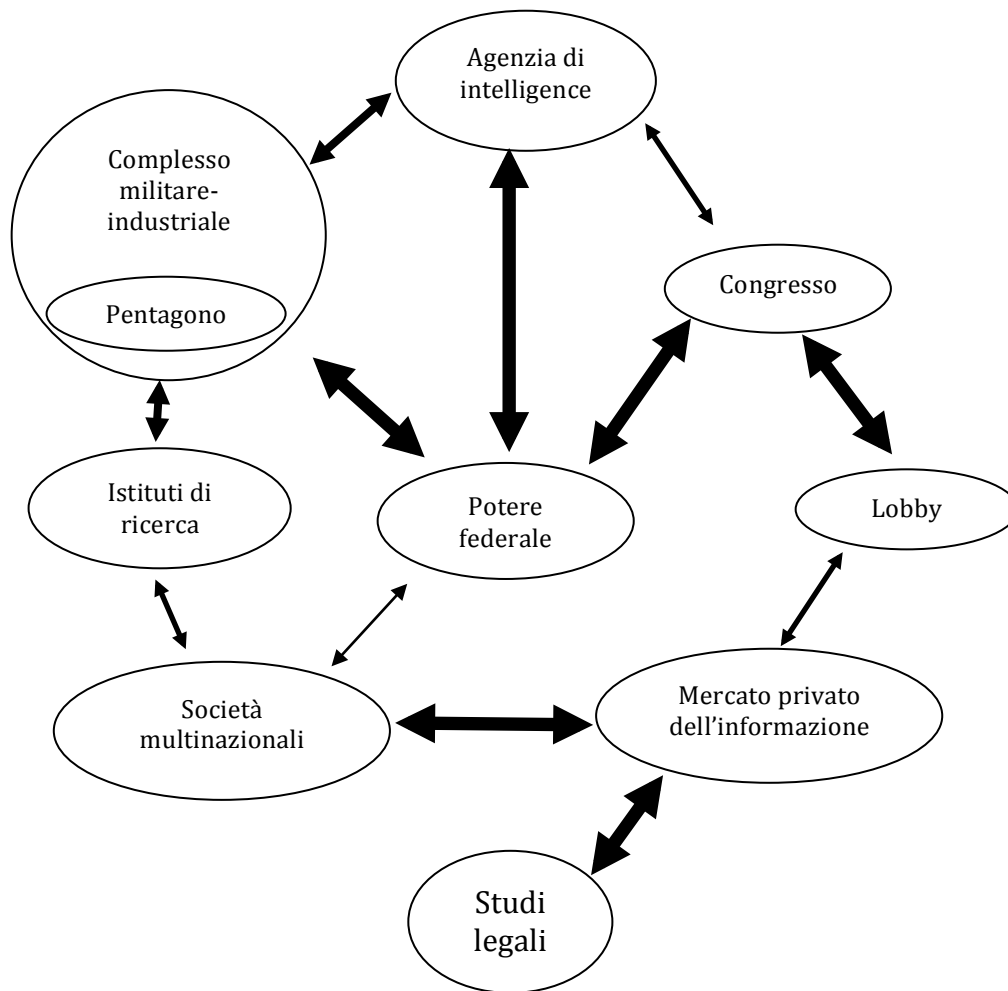 Agenzia di
intelligence
Complesso
militare-
industriale
Pentagono
Congresso
Istituti di
ricerca
Potere
federale
Lobby
Società
multinazionali
Mercato privato
dell’informazione
Studi
legali